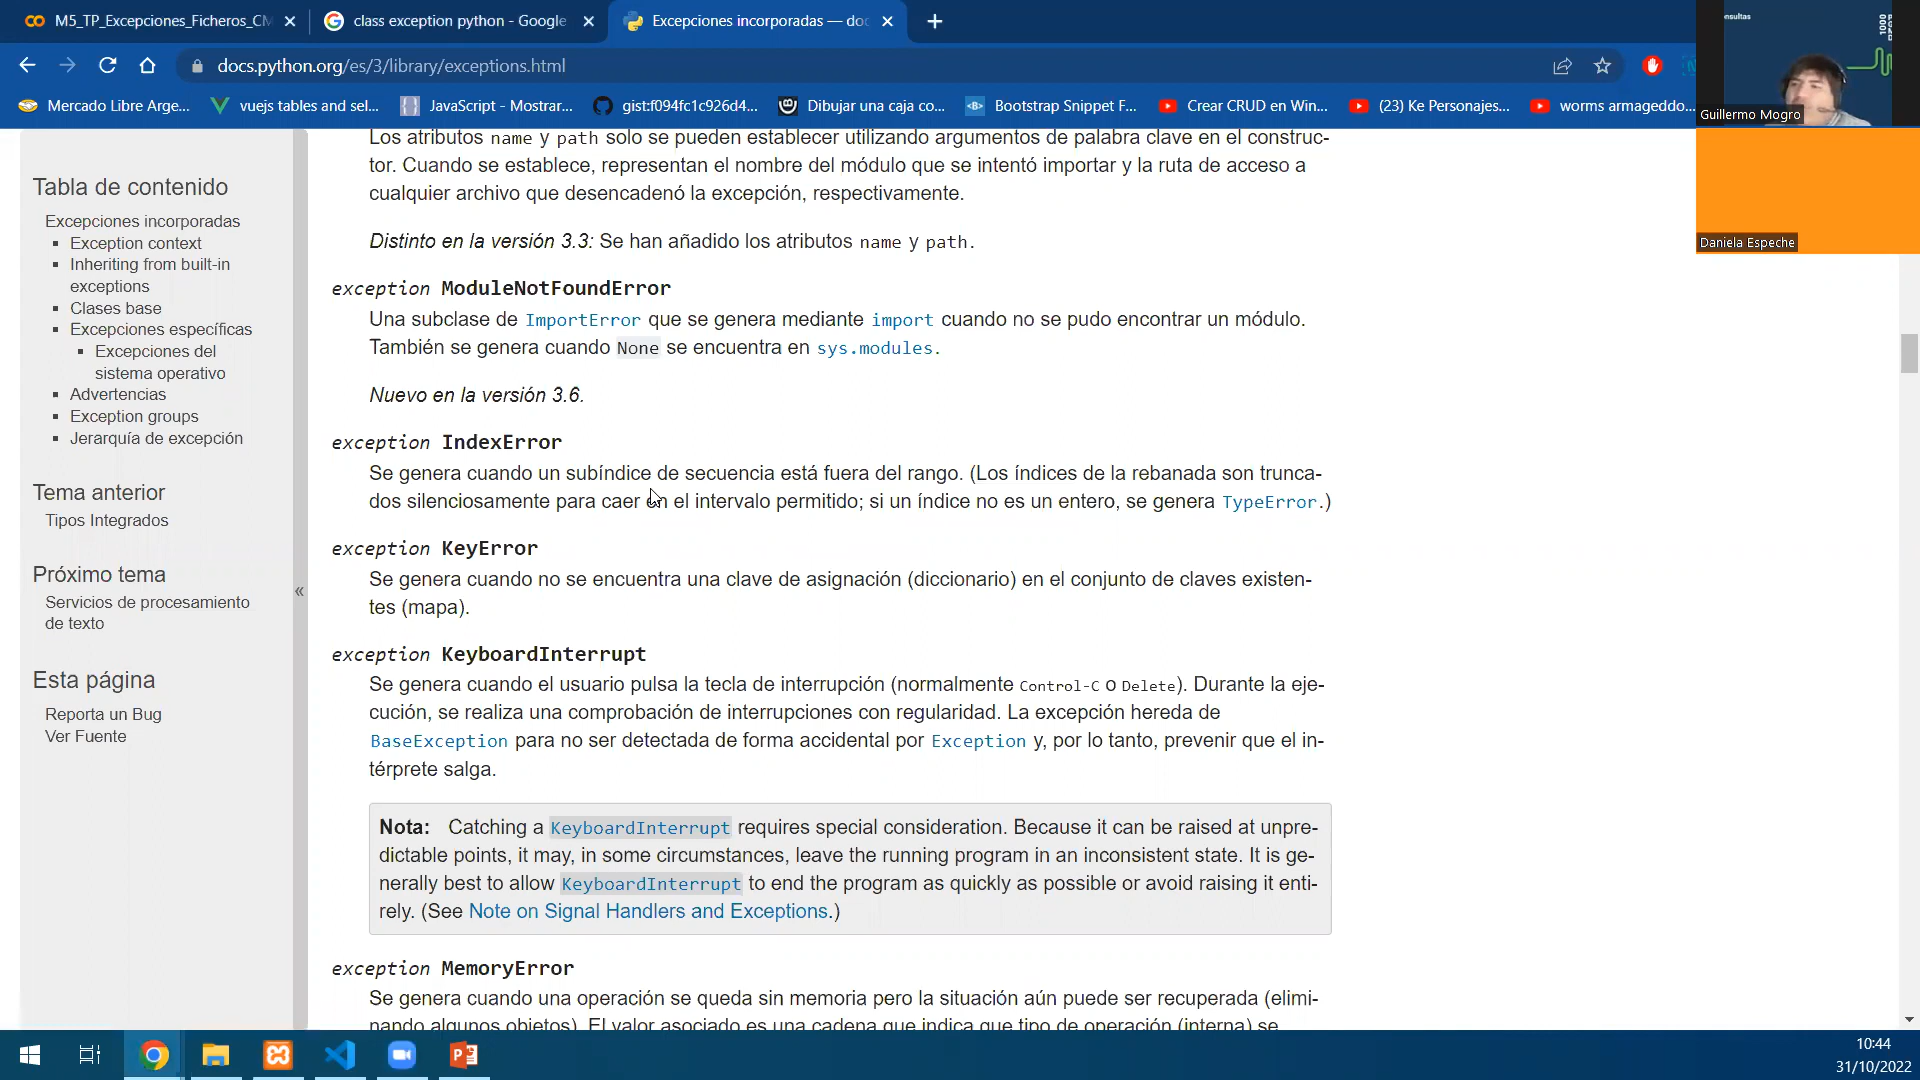 M5_TP_Excepciones_Ficheros_CM
class exception python - Google
Excepciones incorporadas — doc
docs.python.org/es/3/library/exceptions.html
Mercado Libre Arge...
vuejs tables and sel...
JavaScript - Mostrar...
gist:f094fc1c926d4...
Dibujar una caja co...
Bootstrap Snippet F...
Crear CRUD en Win...
(23) Ke Personajes...
worms armageddo...
onsultas
1000
Guillermo Mogro
Daniela Espeche
Tabla de contenido
Excepciones incorporadas
Exception context
Inheriting from built-in
exceptions
Clases base
Excepciones específicas
Excepciones del
sistema operativo
Advertencias
Exception groups
Jerarquía de excepción
Tema anterior
Tipos Integrados
Próximo tema
Servicios de procesamiento
de texto
Esta página
Reporta un Bug
Ver Fuente
«
Los atributos name y path solo se pueden establecer utilizando argumentos de palabra clave en el construc-
tor. Cuando se establece, representan el nombre del módulo que se intentó importar y la ruta de acceso a
cualquier archivo que desencadenó la excepción, respectivamente.
Distinto en la versión 3.3: Se han añadido los atributos name y path.
exception ModuleNotFoundError
Una subclase de ImportError que se genera mediante import cuando no se pudo encontrar un módulo.
También se genera cuando None se encuentra en sys.modules.
Nuevo en la versión 3.6.
exception IndexError
Se genera cuando un subíndice de secuencia está fuera del rango. (Los índices de la rebanada son trunca-
dos silenciosamente para caer en el intervalo permitido; si un índice no es un entero, se genera TypeError.)
exception KeyError
Se genera cuando no se encuentra una clave de asignación (diccionario) en el conjunto de claves existen-
tes (mapa).
exception KeyboardInterrupt
Se genera cuando el usuario pulsa la tecla de interrupción (normalmente Control-C o Delete). Durante la eje-
cución, se realiza una comprobación de interrupciones con regularidad. La excepción hereda de
BaseException para no ser detectada de forma accidental por Exception y, por lo tanto, prevenir que el in-
térprete salga.
Nota: Catching a KeyboardInterrupt requires special consideration. Because it can be raised at unpre-
dictable points, it may, in some circumstances, leave the running program in an inconsistent state. It is ge-
nerally best to allow KeyboardInterrupt to end the program as quickly as possible or avoid raising it enti-
rely. (See Note on Signal Handlers and Exceptions.)
exception MemoryError
Se genera cuando una operación se queda sin memoria pero la situación aún puede ser recuperada (elimi-
nando algunos objetos). El valor asociado es una cadena que indica que tipo de operación (interna) se
10:44
31/10/2022